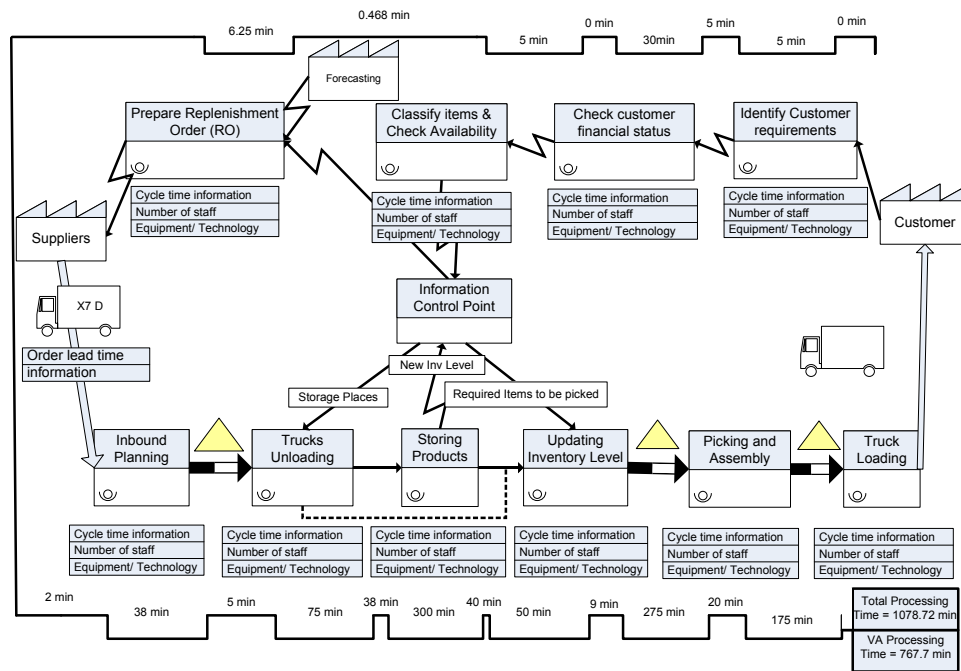 0.468 min
0 min
5 min
0 min
6.25 min
5 min
30min
5 min
Forecasting
Prepare Replenishment
Order (RO)
Classify items &
Check Availability
Check customer
financial status
Identify Customer
requirements
Cycle time information
Number of staff
Equipment/ Technology
Cycle time information
Number of staff
Equipment/ Technology
Cycle time information
Number of staff
Equipment/ Technology
Cycle time information
Number of staff
Equipment/ Technology
Suppliers
Customer
X7 D
Order lead time
information
Information
Control Point
New Inv Level
Storage Places
Required Items to be picked
Inbound
Planning
Trucks
Unloading
Storing
Products
Updating
Inventory Level
Picking and
Assembly
Truck
Loading
Cycle time information
Number of staff
Equipment/ Technology
Cycle time information
Number of staff
Equipment/ Technology
Cycle time information
Number of staff
Equipment/ Technology
Cycle time information
Number of staff
Equipment/ Technology
Cycle time information
Number of staff
Equipment/ Technology
Cycle time information
Number of staff
Equipment/ Technology
2 min
38 min
5 min
75 min
38 min
300 min
40 min
50 min
9 min
275 min
20 min
175 min
Total Processing
Time = 1078.72 min
VA Processing
Time = 767.7 min